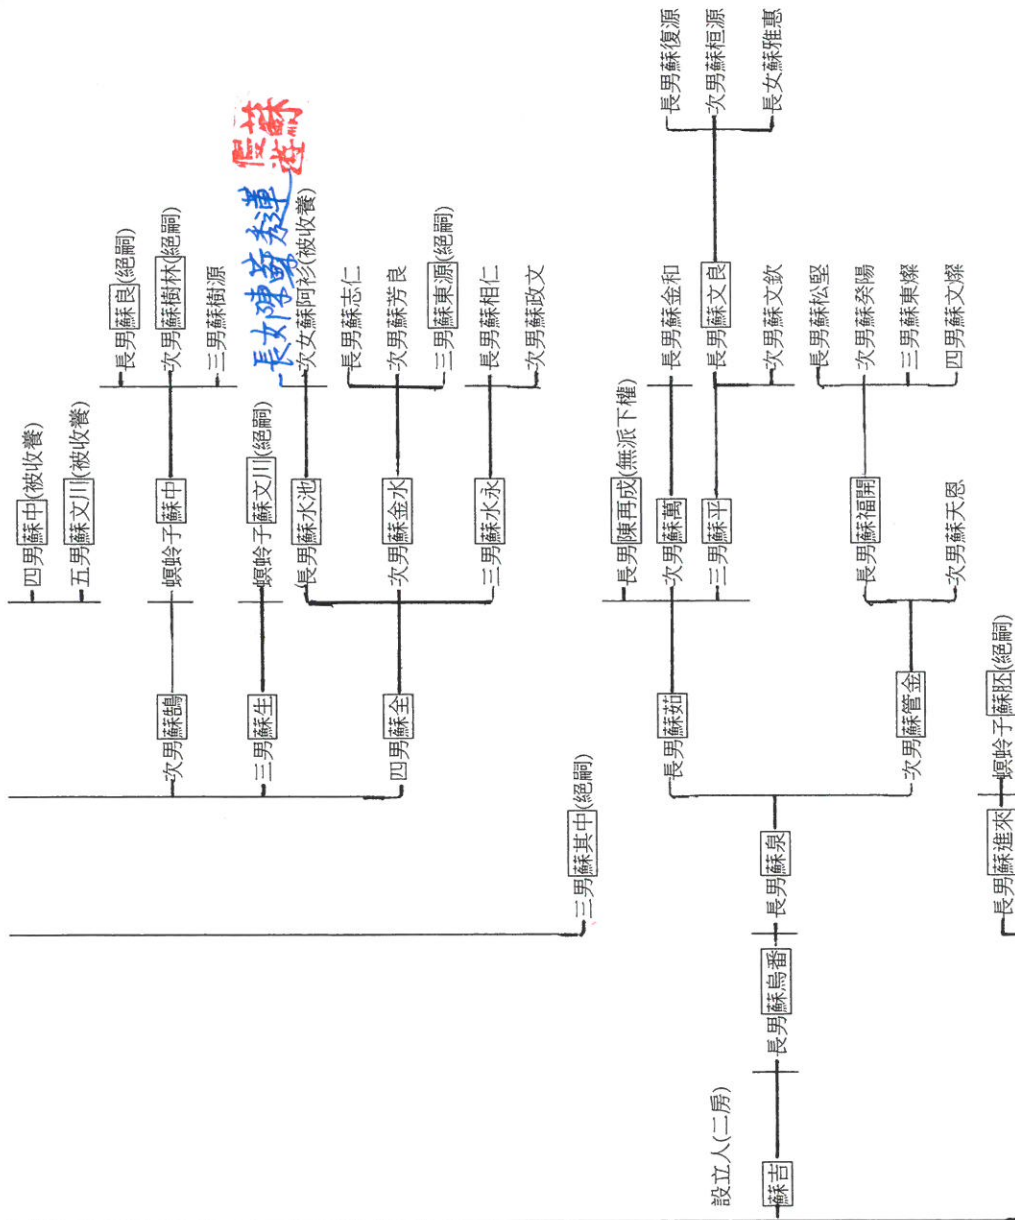 四男蘇中(被收養)
五男蘇文川(被收養)
次男蘇鵠
螟蛉子蘇中
長男蘇良(絕嗣)
次男蘇樹林(絕嗣)
三男蘇樹源
三男蘇生
螟蛉子蘇文川(絕嗣)
四男蘇全
長男蘇水池
長女陳蘇秀蓮
次女蘇阿衫(被收養)
次男蘇金水
長男蘇志仁
次男蘇芳良
三男蘇東源(絕嗣)
三男蘇水永
長男蘇相仁
次男蘇政文
三男蘇其中(絕嗣)
設立人(二房)
蘇吉
長男蘇烏番
長男蘇泉
長男蘇茹
長男陳再成(無派下權)
次男蘇萬
長男蘇金和
三男蘇平
長男蘇文良
長男蘇復源
次男蘇桓源
長女蘇雅惠
次男蘇文欽
次男蘇管金
長男蘇福開
長男蘇松堅
次男蘇癸陽
三男蘇東燦
四男蘇文燦
次男蘇天恩
長男蘇進來
螟蛉子蘇胚(絕嗣)